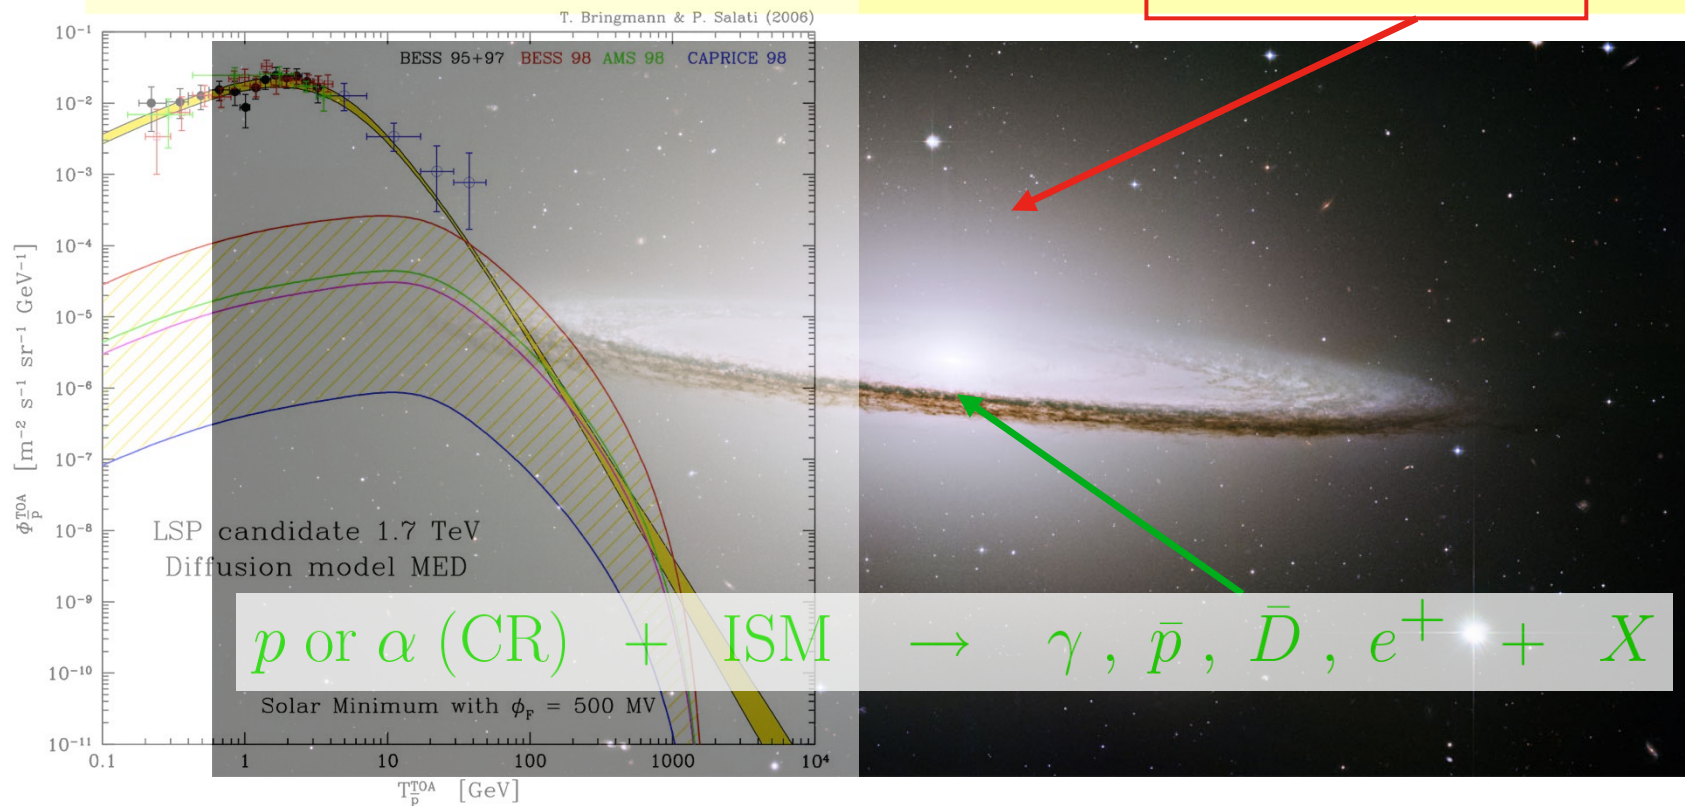 T. Bringmann & P. Salati (2006)
BESS 95+97 BESS 98 AMS 98 CAPRICE 98
10⁻¹
10⁻²
10⁻³
10⁻⁴
10⁻⁵
10⁻⁶
10⁻⁷
10⁻⁸
10⁻⁹
10⁻¹⁰
10⁻¹¹
Φ_p̄^TOA [m⁻² s⁻¹ sr⁻¹ GeV⁻¹]
LSP candidate 1.7 TeV
Diffusion model MED
p or α (CR) + ISM → γ , p̄ , D̄ , e⁺ + X
Solar Minimum with ϕ_F = 500 MV
0.1 1 10 100 1000 10⁴
T_p̄^TOA [GeV]